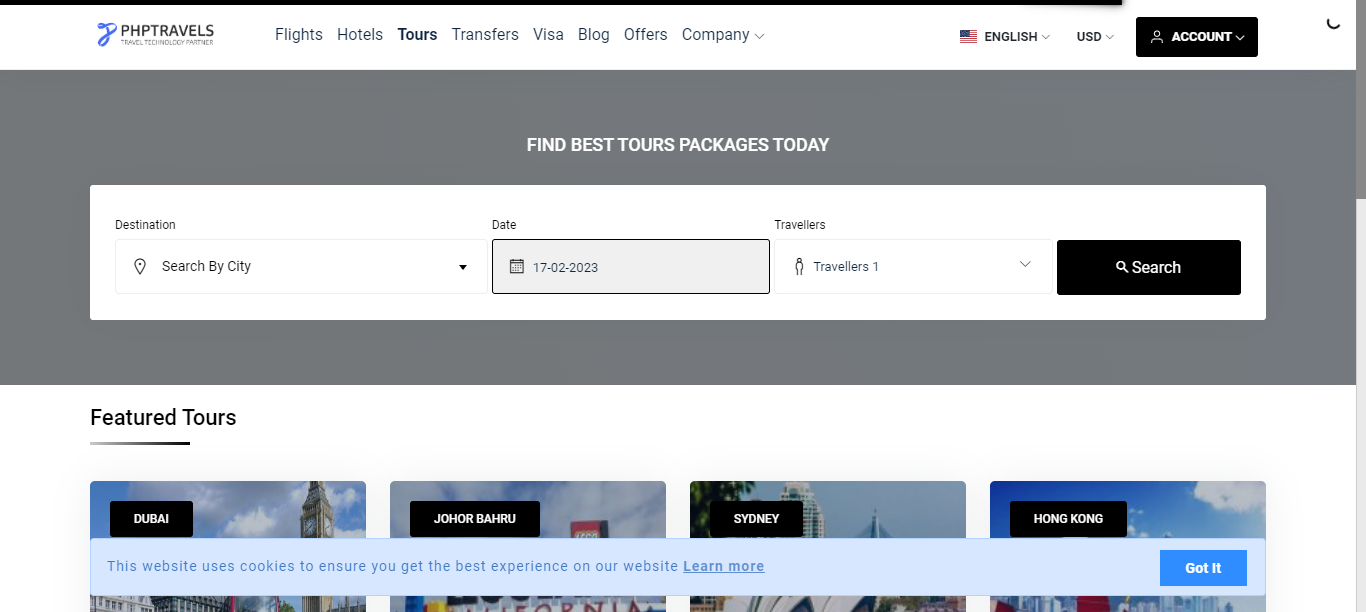 PHPTRAVELS
TRAVEL TECHNOLOGY PARTNER
Flights Hotels Tours Transfers Visa Blog Offers Company
ENGLISH USD ACCOUNT
FIND BEST TOURS PACKAGES TODAY
Destination Date Travellers
Search By City 17-02-2023 Travellers 1 Search
Featured Tours
DUBAI JOHOR BAHRU SYDNEY HONG KONG
This website uses cookies to ensure you get the best experience on our website Learn more Got It
CALIFORNIA